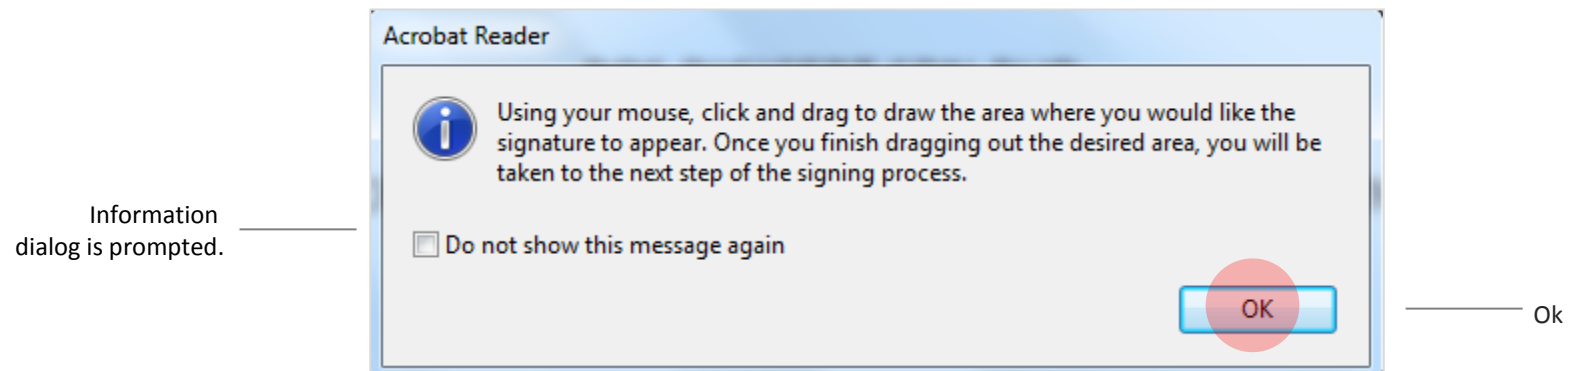 Acrobat Reader
Using your mouse, click and drag to draw the area where you would like the
signature to appear. Once you finish dragging out the desired area, you will be
taken to the next step of the signing process.
Information
dialog is prompted.
Do not show this message again
OK
Ok